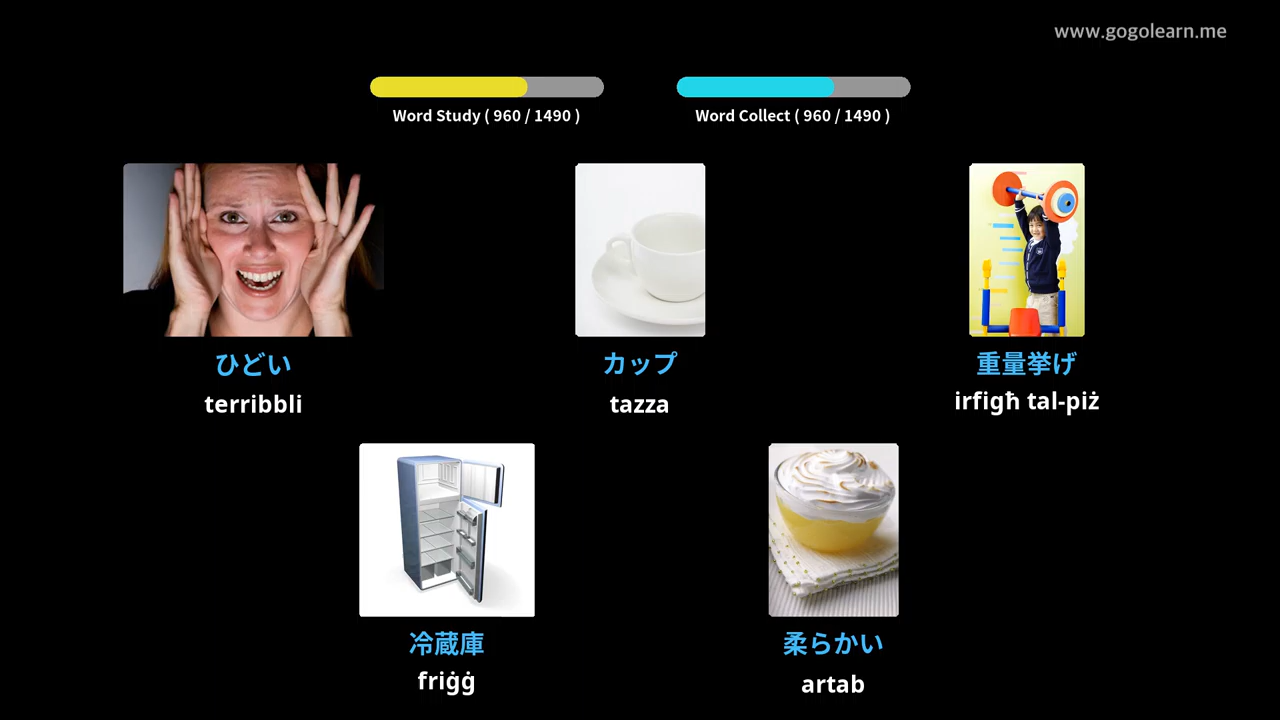 www.gogolearn.me
Word Study ( 960 / 1490 )
Word Collect ( 960 / 1490 )
ひどい
terribbli
カップ
tazza
重量挙げ
irfigħ tal-piż
冷蔵庫
friġġ
柔らかい
artab